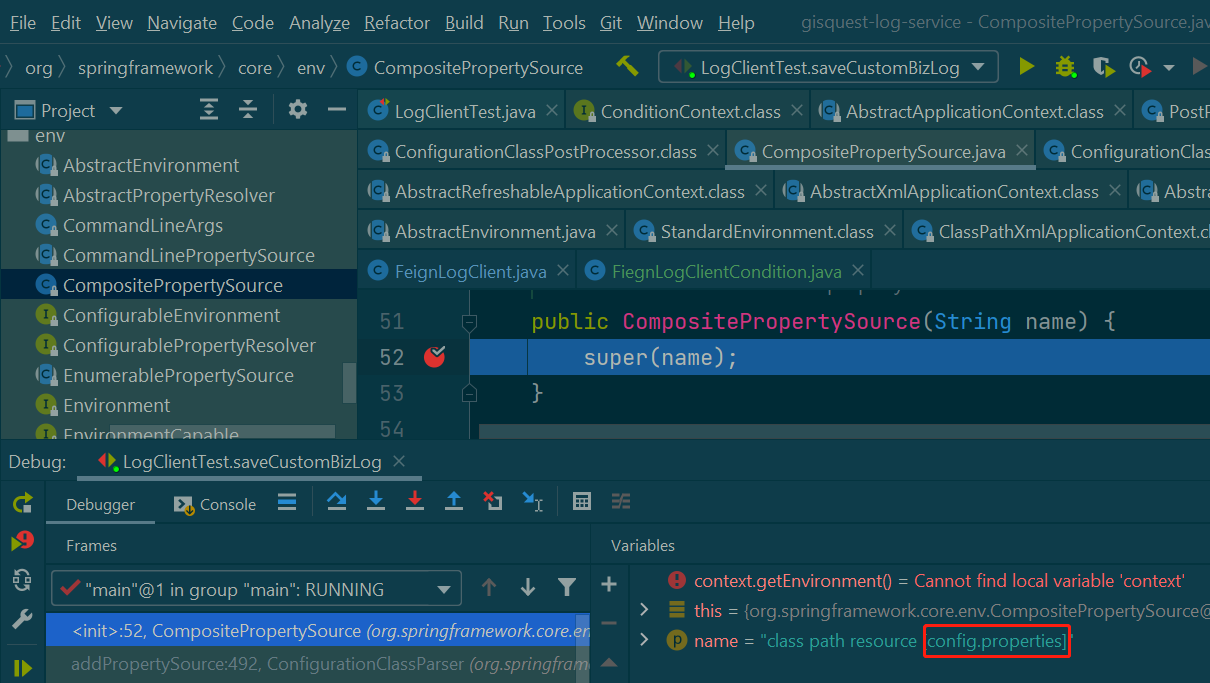 File Edit View Navigate Code Analyze Refactor Build Run Tools Git Window Help gisquest-log-service - CompositePropertySource.jav
org springframework core env CompositePropertySource LogClientTest.saveCustomBizLog
Project
LogClientTest.java ConditionContext.class AbstractApplicationContext.class PostP
ConfigurationClassPostProcessor.class CompositePropertySource.java ConfigurationClas
AbstractRefreshableApplicationContext.class AbstractXmlApplicationContext.class Abstra
AbstractEnvironment.java StandardEnvironment.class ClassPathXmlApplicationContext.cl
FeignLogClient.java FiegnLogClientCondition.java
env
AbstractEnvironment
AbstractPropertyResolver
CommandLineArgs
CommandLinePropertySource
CompositePropertySource
ConfigurableEnvironment
ConfigurablePropertyResolver
EnumerablePropertySource
Environment
EnvironmentCapable
51 public CompositePropertySource(String name) {
52 super(name);
53 }
54
Debug: LogClientTest.saveCustomBizLog
Debugger Console
Frames
"main"@1 in group "main": RUNNING
<init>:52, CompositePropertySource (org.springframework.core.en
addPropertySource:492, ConfigurationClassParser (org.springfram
Variables
context.getEnvironment() = Cannot find local variable 'context'
this = {org.springframework.core.env.CompositePropertySource@
name = "class path resource [config.properties]"